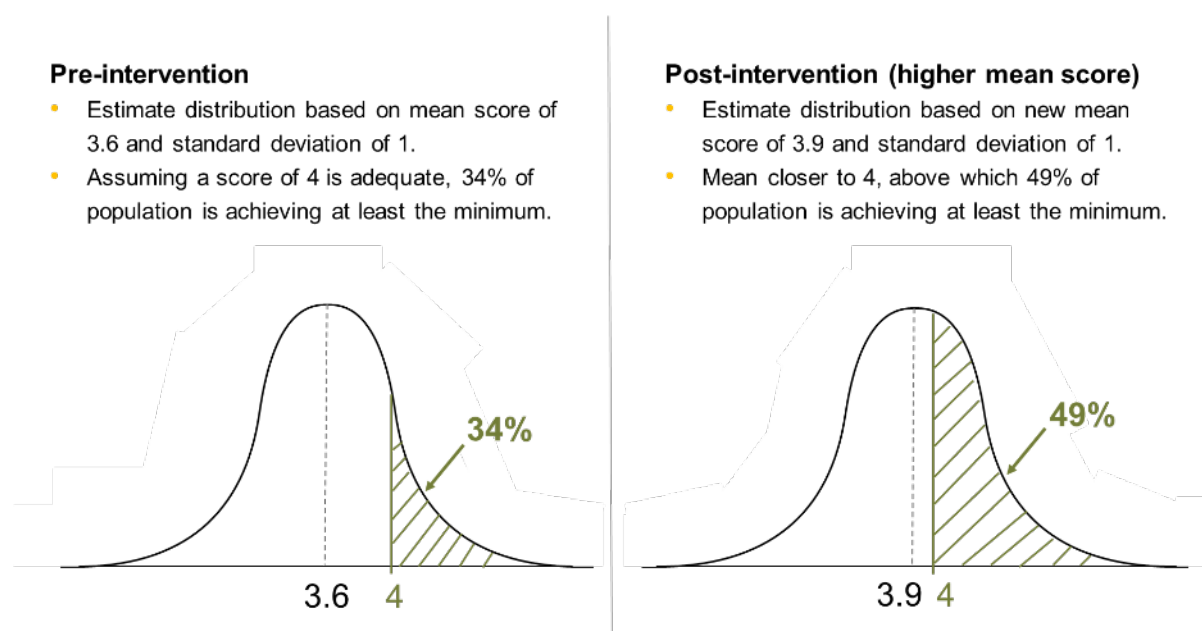 Pre-intervention
• Estimate distribution based on mean score of
3.6 and standard deviation of 1.
• Assuming a score of 4 is adequate, 34% of
population is achieving at least the minimum.
34%
3.6 4
Post-intervention (higher mean score)
• Estimate distribution based on new mean
score of 3.9 and standard deviation of 1.
• Mean closer to 4, above which 49% of
population is achieving at least the minimum.
49%
3.9 4